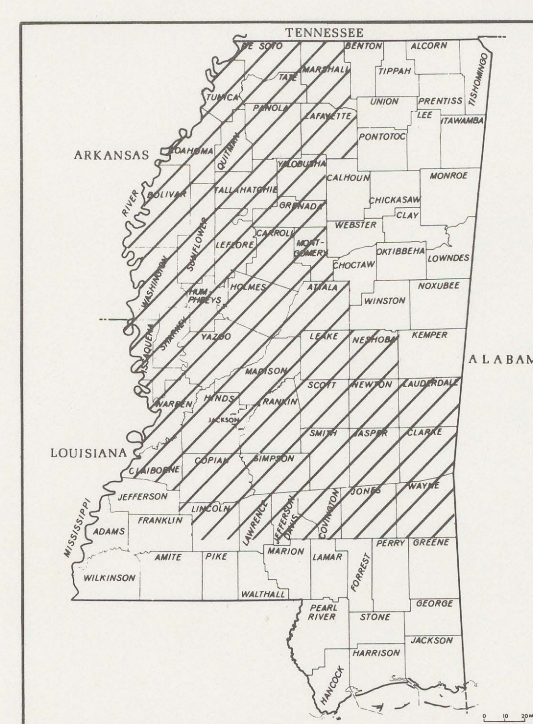 TENNESSEE
DE SOTO
BENTON
ALCORN
MARSHALL
TATE
TIPPAH
TISHOMINGO
TUNICA
PANOLA
UNION
PRENTISS
LAFAYETTE
LEE
ITAWAMBA
ARKANSAS
COAHOMA
QUITMAN
PONTOTOC
YALOBUSHA
CALHOUN
MONROE
RIVER
BOLIVAR
TALLAHATCHIE
CHICKASAW
GRENADA
CLAY
WEBSTER
SUNFLOWER
LEFLORE
CARROLL
MONT-
GOMERY
OKTIBBEHA
LOWNDES
CHOCTAW
WASHINGTON
HOLMES
ATTALA
NOXUBEE
HUM-
PHREYS
WINSTON
ISSAQUENA
SHARKEY
YAZOO
LEAKE
NESHOBA
KEMPER
ALABAM
MADISON
SCOTT
NEWTON
LAUDERDALE
WARREN
HINDS
RANKIN
JACKSON
SMITH
JASPER
CLARKE
LOUISIANA
CLAIBORNE
COPIAH
SIMPSON
JEFFERSON
LINCOLN
LAWRENCE
JEFFERSON
DAVIS
COVINGTON
JONES
WAYNE
MISSISSIPPI
ADAMS
FRANKLIN
WILKINSON
AMITE
PIKE
MARION
LAMAR
FORREST
PERRY
GREENE
WALTHALL
PEARL
RIVER
STONE
GEORGE
JACKSON
HARRISON
HANCOCK
0 10 20 M